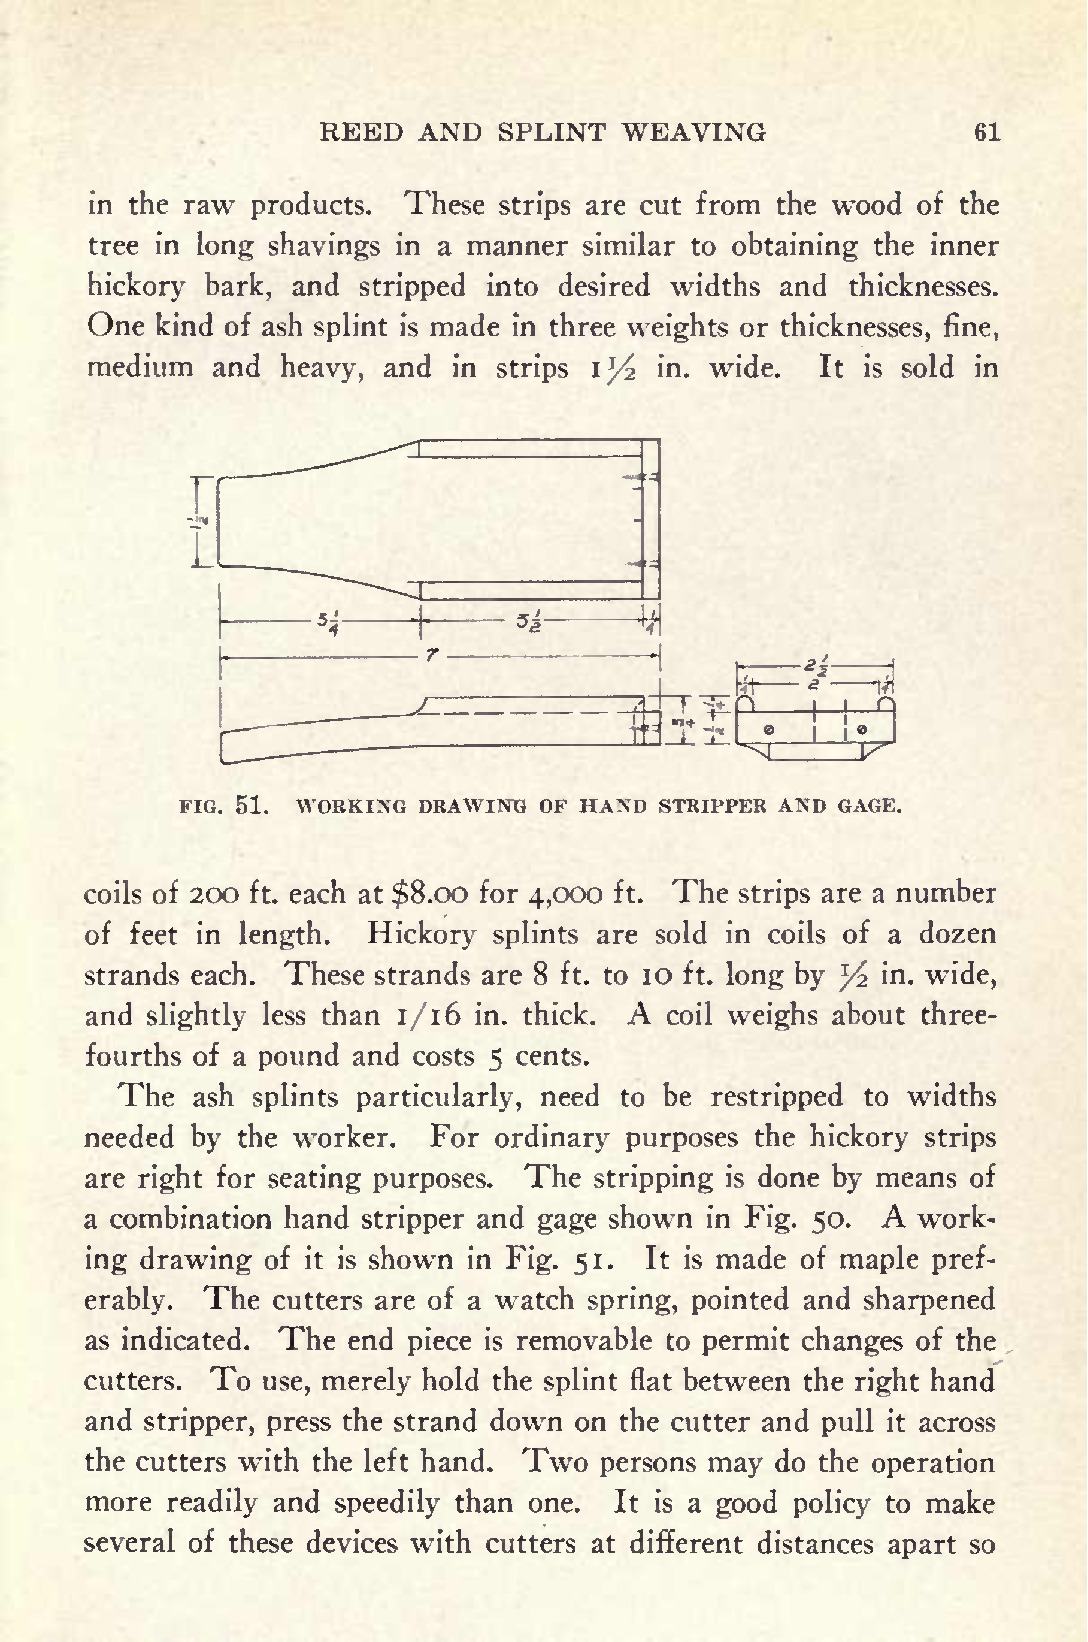 REED AND SPLINT WEAVING 61
in the raw products. These strips are cut from the wood of the
tree in long shavings in a manner similar to obtaining the inner
hickory bark, and stripped into desired widths and thicknesses.
One kind of ash splint is made in three weights or thicknesses, fine,
medium and heavy, and in strips 1½ in. wide. It is sold in
3¼ 3½ ¼
7
2½
¼ 2 ¼
¾ ¼
½
FIG. 51. WORKING DRAWING OF HAND STRIPPER AND GAGE.
coils of 200 ft. each at $8.00 for 4,000 ft. The strips are a number
of feet in length. Hickory splints are sold in coils of a dozen
strands each. These strands are 8 ft. to 10 ft. long by ½ in. wide,
and slightly less than 1/16 in. thick. A coil weighs about three-
fourths of a pound and costs 5 cents.
The ash splints particularly, need to be restripped to widths
needed by the worker. For ordinary purposes the hickory strips
are right for seating purposes. The stripping is done by means of
a combination hand stripper and gage shown in Fig. 50. A work-
ing drawing of it is shown in Fig. 51. It is made of maple pref-
erably. The cutters are of a watch spring, pointed and sharpened
as indicated. The end piece is removable to permit changes of the
cutters. To use, merely hold the splint flat between the right hand
and stripper, press the strand down on the cutter and pull it across
the cutters with the left hand. Two persons may do the operation
more readily and speedily than one. It is a good policy to make
several of these devices with cutters at different distances apart so